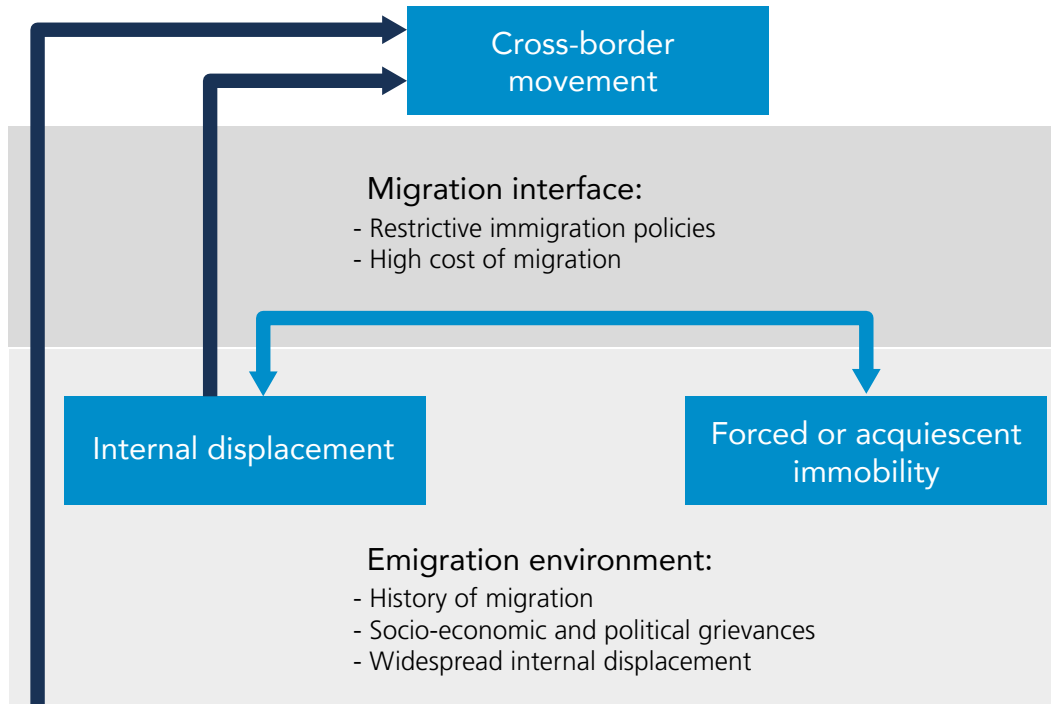 Cross-border
movement
Migration interface:
- Restrictive immigration policies
- High cost of migration
Internal displacement
Forced or acquiescent
immobility
Emigration environment:
- History of migration
- Socio-economic and political grievances
- Widespread internal displacement